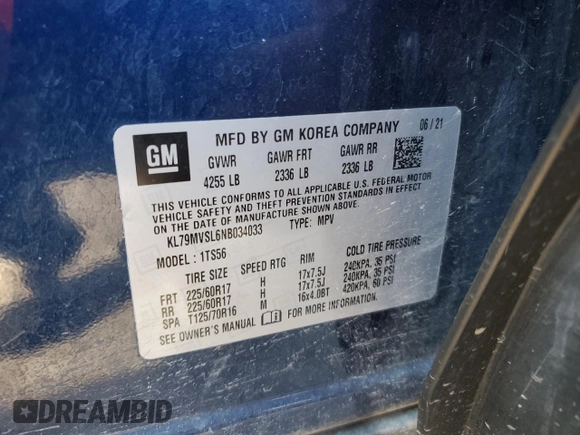 GM
MFD BY GM KOREA COMPANY 06 / 21
GVWR GAWR FRT GAWR RR
4255 LB 2336 LB 2336 LB
THIS VEHICLE CONFORMS TO ALL APPLICABLE U.S. FEDERAL MOTOR
VEHICLE SAFETY AND THEFT PREVENTION STANDARDS IN EFFECT
ON THE DATE OF MANUFACTURE SHOWN ABOVE.
KL79MVSL6NB034033 TYPE: MPV
MODEL : 1TS56
TIRE SIZE SPEED RTG RIM COLD TIRE PRESSURE
FRT 225/60R17 H 17x7.5J 240KPA, 35 PSI
RR 225/60R17 H 17x7.5J 240KPA, 35 PSI
SPA T125/70R16 M 16x4.0BT 420KPA, 60 PSI
SEE OWNER'S MANUAL FOR MORE INFORMATION
DREAMBID